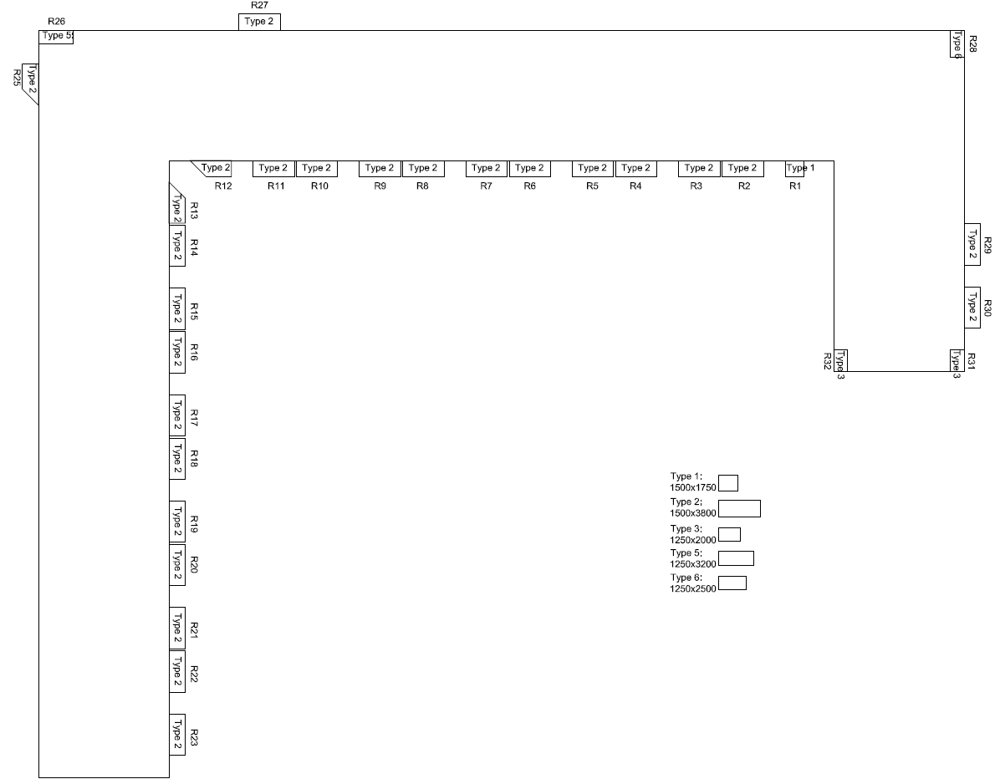 R27
Type 2
R26
Type 5
R28
Type 6
R25
Type 2
Type 2
Type 2
Type 2
Type 2
Type 2
Type 2
Type 2
Type 2
Type 2
Type 2
Type 2
Type 1
R12
R11
R10
R9
R8
R7
R6
R5
R4
R3
R2
R1
Type 2
R13
Type 2
R14
Type 2
R29
Type 2
R15
Type 2
R30
Type 2
R16
R32
Type 3
Type 3
R31
Type 2
R17
Type 2
R18
Type 1:
1500x1750
Type 2:
1500x3800
Type 3:
1250x2000
Type 5:
1250x3200
Type 6:
1250x2500
Type 2
R19
Type 2
R20
Type 2
R21
Type 2
R22
Type 2
R23